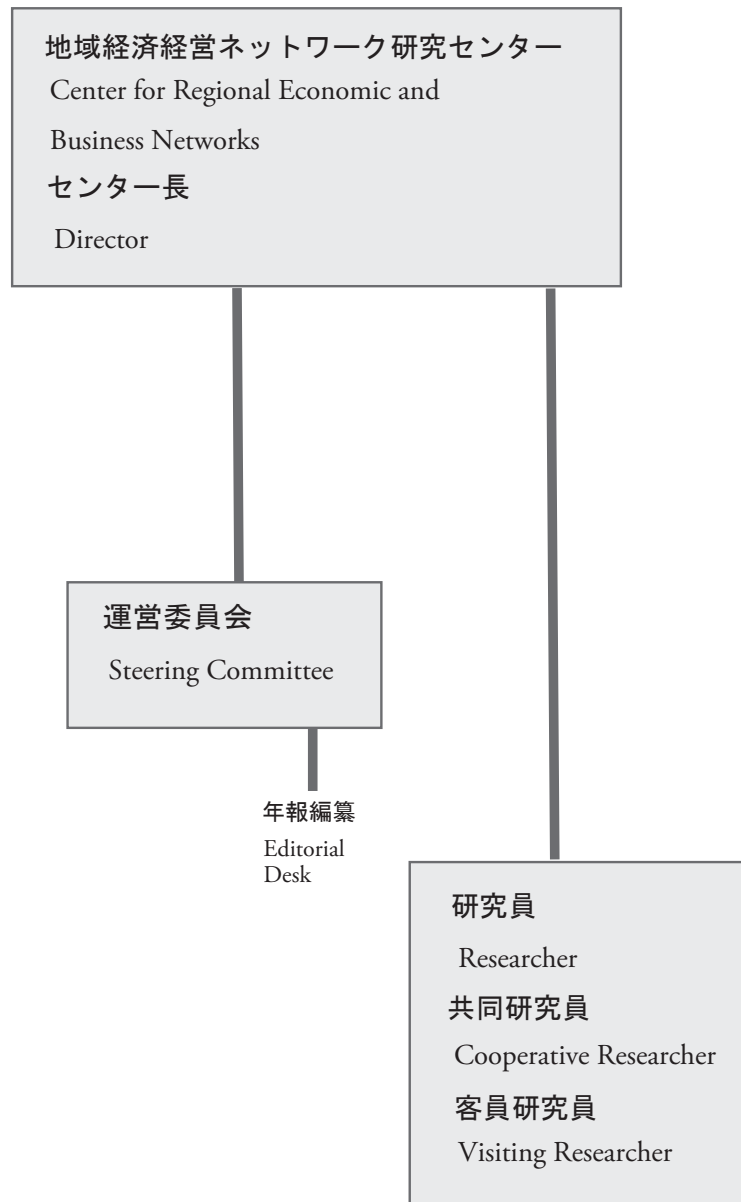 地域経済経営ネットワーク研究センター
Center for Regional Economic and
Business Networks
センター長
Director
運営委員会
Steering Committee
年報編纂
Editorial
Desk
研究員
Researcher
共同研究員
Cooperative Researcher
客員研究員
Visiting Researcher